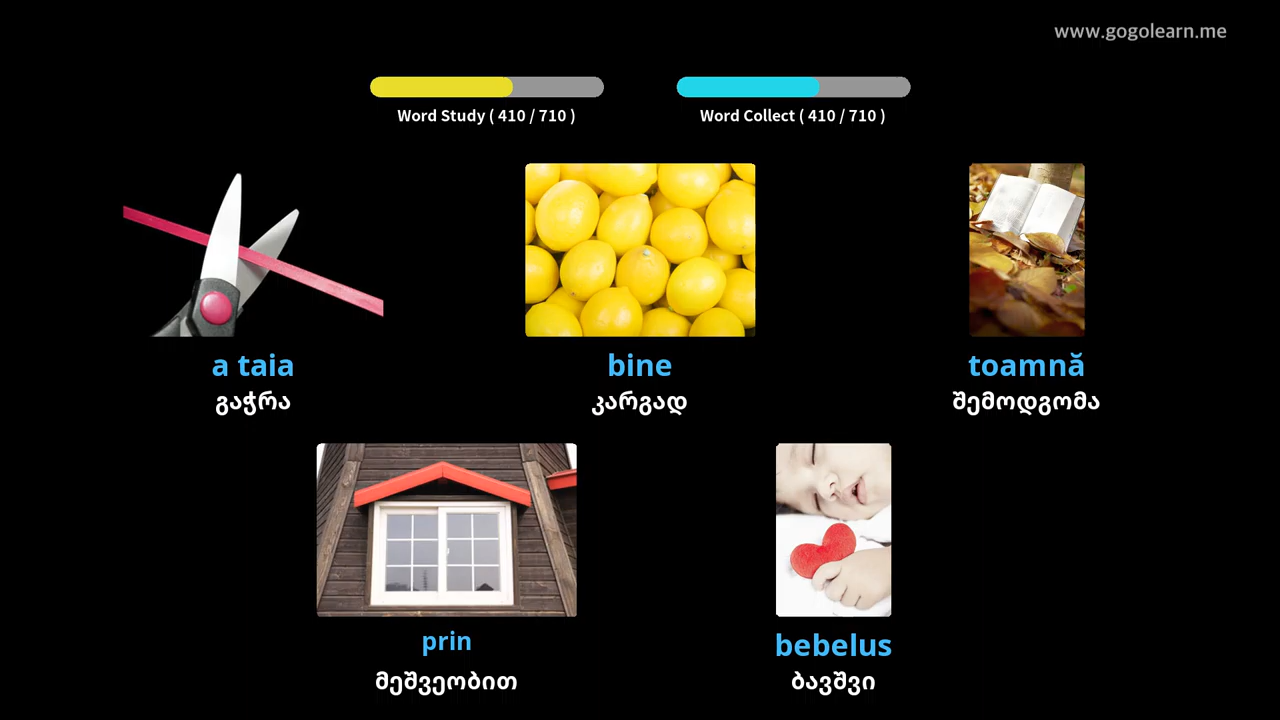 www.gogolearn.me
Word Study ( 410 / 710 )
Word Collect ( 410 / 710 )
a taia
გაჭრა
bine
კარგად
toamnă
შემოდგომა
prin
მეშვეობით
bebelus
ბავშვი